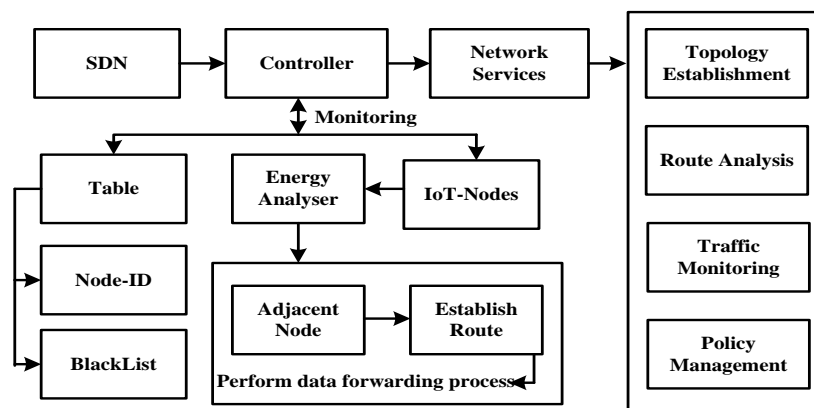 SDN
Controller
Network
Services
Topology
Establishment
Monitoring
Table
Energy
Analyser
IoT-Nodes
Route Analysis
Node-ID
Traffic
Monitoring
Adjacent
Node
Establish
Route
BlackList
Perform data forwarding process
Policy
Management